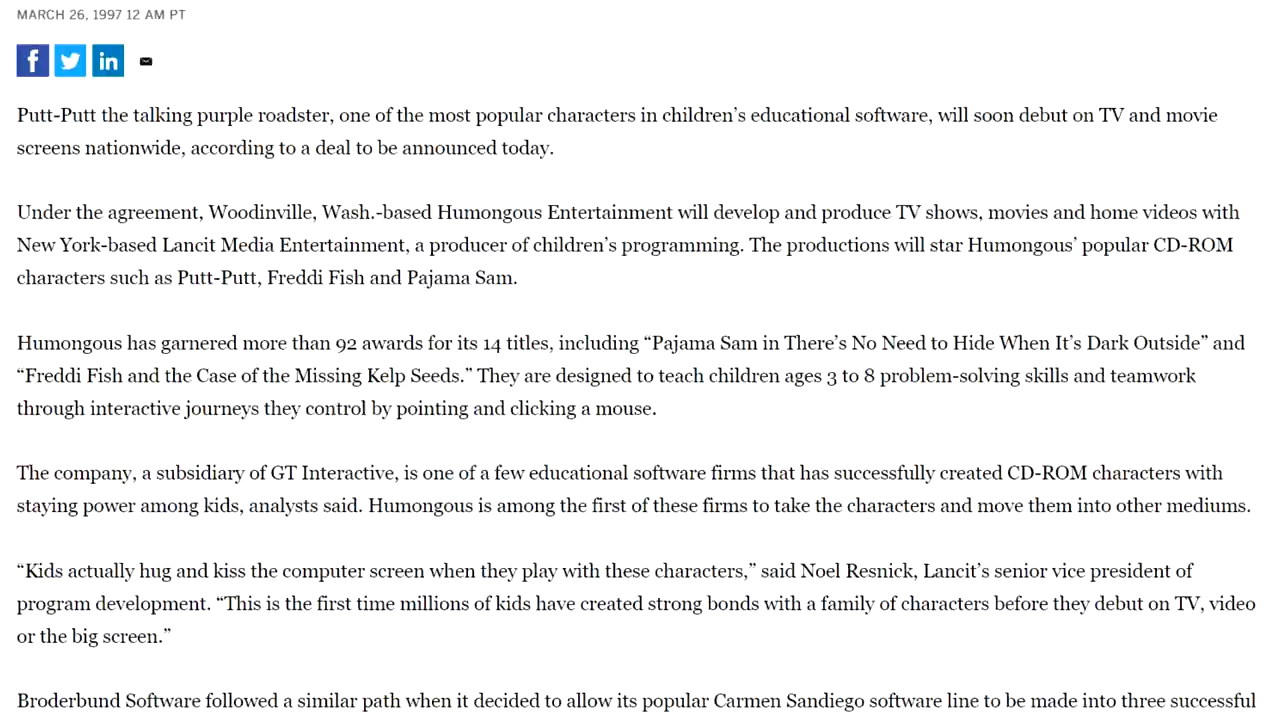 MARCH 26, 1997 12 AM PT
f in
Putt-Putt the talking purple roadster, one of the most popular characters in children’s educational software, will soon debut on TV and movie
screens nationwide, according to a deal to be announced today.
Under the agreement, Woodinville, Wash.-based Humongous Entertainment will develop and produce TV shows, movies and home videos with
New York-based Lancit Media Entertainment, a producer of children’s programming. The productions will star Humongous’ popular CD-ROM
characters such as Putt-Putt, Freddi Fish and Pajama Sam.
Humongous has garnered more than 92 awards for its 14 titles, including “Pajama Sam in There’s No Need to Hide When It’s Dark Outside” and
“Freddi Fish and the Case of the Missing Kelp Seeds.” They are designed to teach children ages 3 to 8 problem-solving skills and teamwork
through interactive journeys they control by pointing and clicking a mouse.
The company, a subsidiary of GT Interactive, is one of a few educational software firms that has successfully created CD-ROM characters with
staying power among kids, analysts said. Humongous is among the first of these firms to take the characters and move them into other mediums.
“Kids actually hug and kiss the computer screen when they play with these characters,” said Noel Resnick, Lancit’s senior vice president of
program development. “This is the first time millions of kids have created strong bonds with a family of characters before they debut on TV, video
or the big screen.”
Broderbund Software followed a similar path when it decided to allow its popular Carmen Sandiego software line to be made into three successful